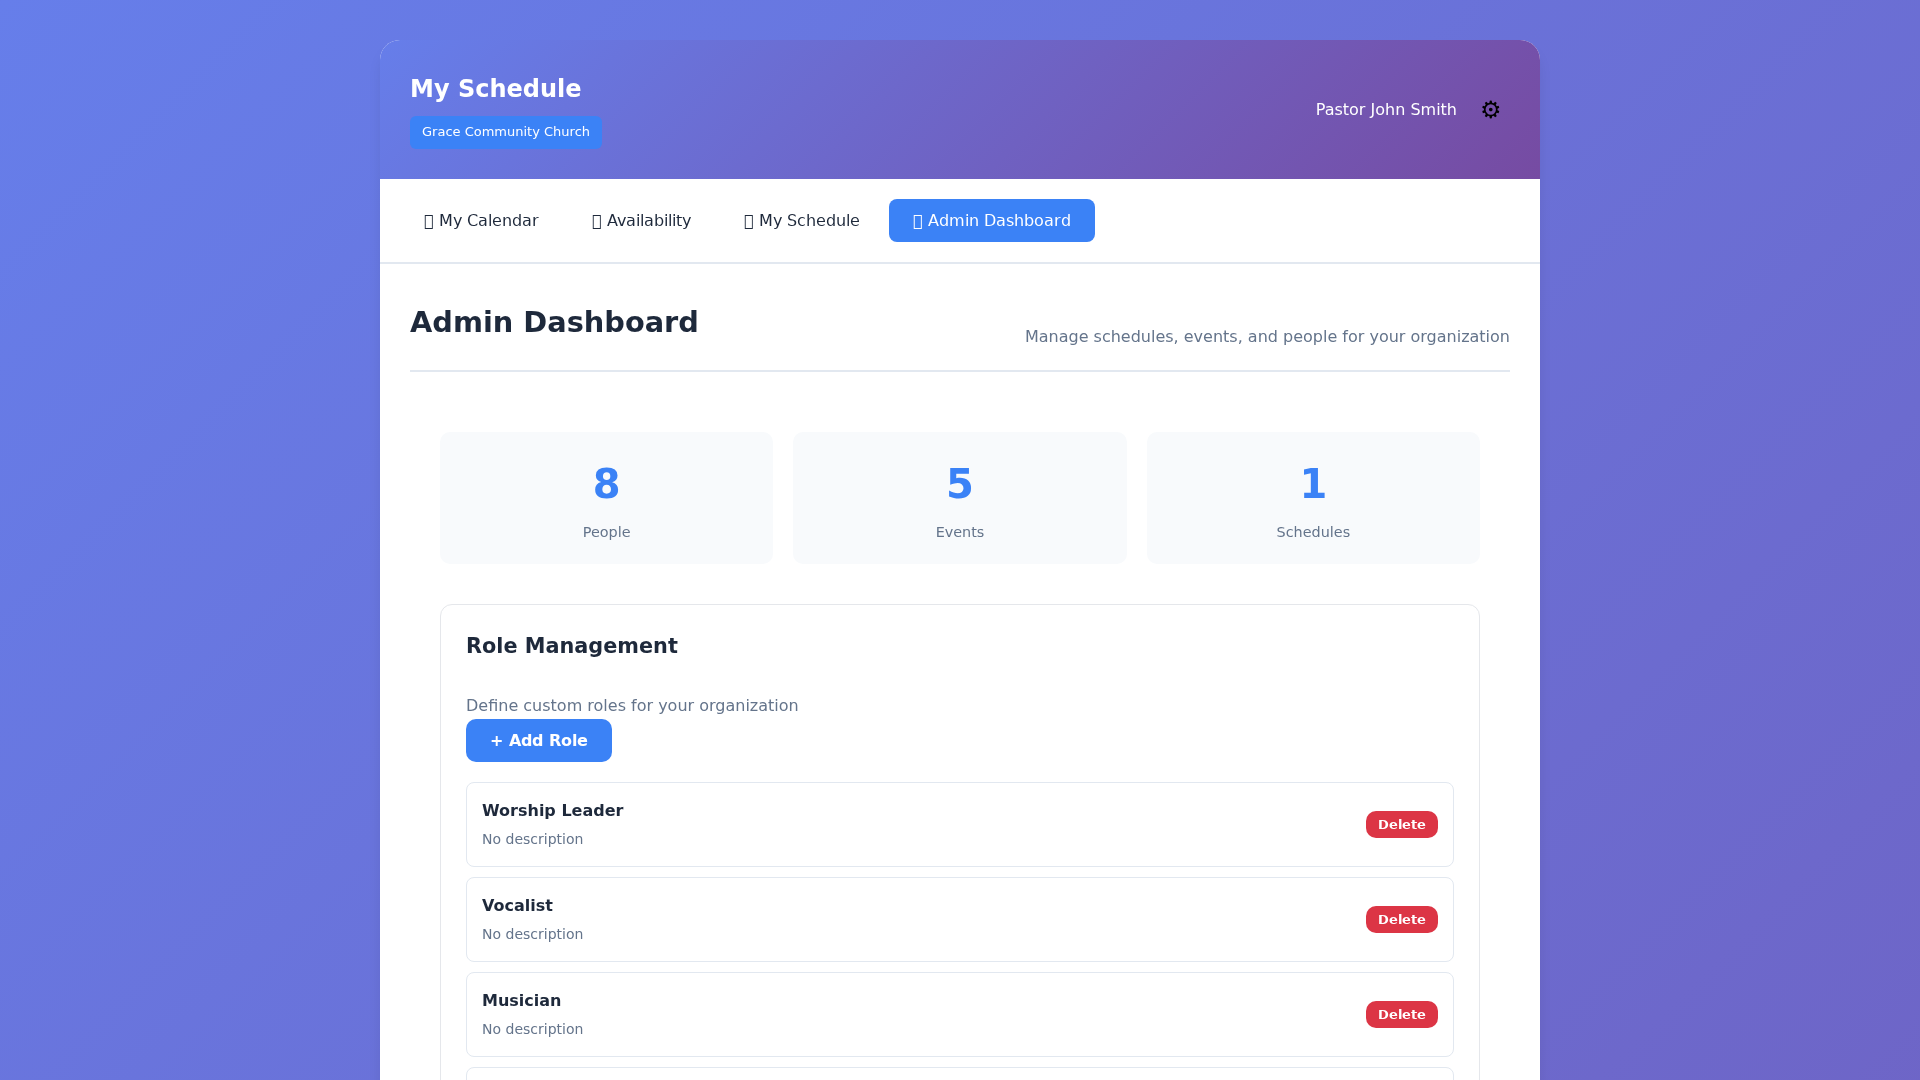 My Schedule
Grace Community Church
Pastor John Smith
My Calendar
Availability
My Schedule
Admin Dashboard
Admin Dashboard
Manage schedules, events, and people for your organization
8
People
5
Events
1
Schedules
Role Management
Define custom roles for your organization
+ Add Role
Worship Leader
No description
Delete
Vocalist
No description
Delete
Musician
No description
Delete